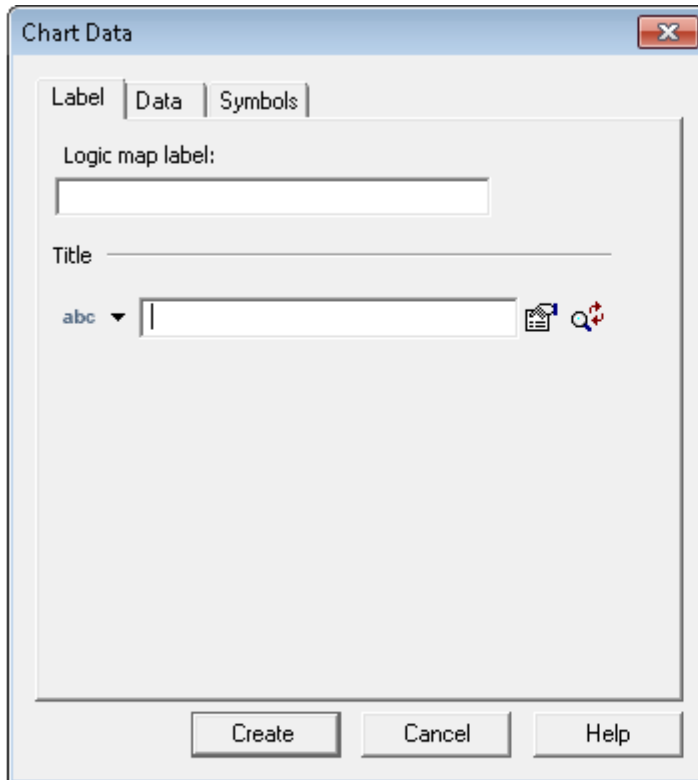 Chart Data
Label Data Symbols
Logic map label:
Title
abc
Create Cancel Help